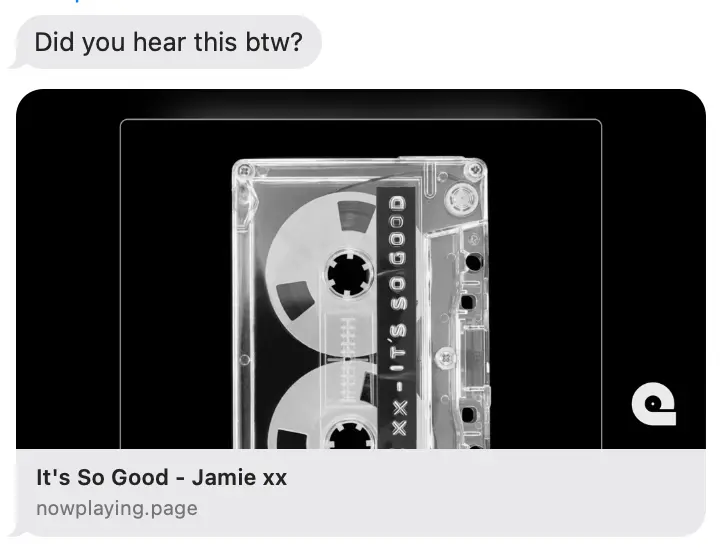 Did you hear this btw?
XX - IT'S SO GOOD
It's So Good - Jamie xx
nowplaying.page